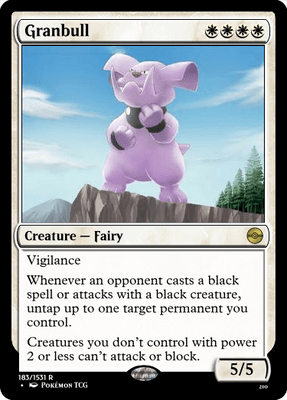 Granbull
Creature — Fairy
Vigilance
Whenever an opponent casts a black
spell or attacks with a black creature,
untap up to one target permanent you
control.
Creatures you don't control with power
2 or less can't attack or block.
5/5
183/1531 R
Pokémon TCG